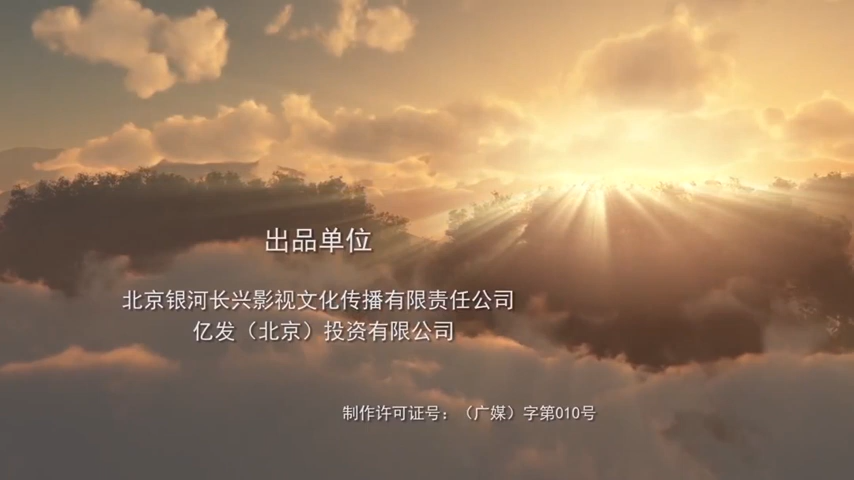 出品单位
北京银河长兴影视文化传播有限责任公司
亿发（北京）投资有限公司
制作许可证号：（广媒）字第010号